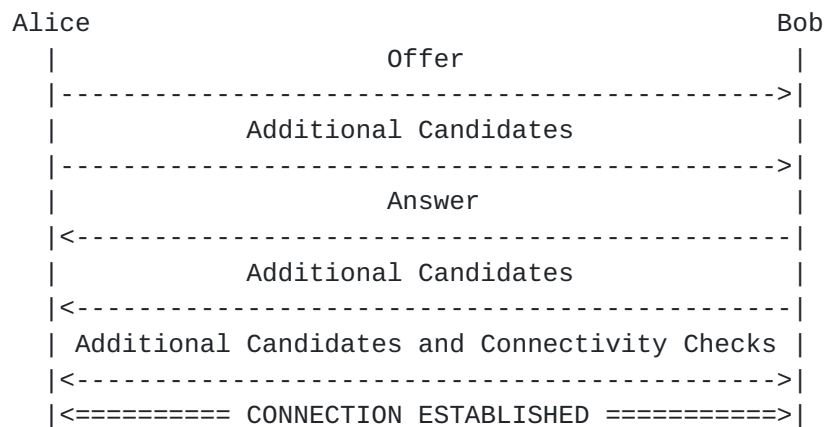 Alice                                            Bob
  |                     Offer                     |
  |---------------------------------------------->|
  |            Additional Candidates              |
  |---------------------------------------------->|
  |                     Answer                    |
  |<----------------------------------------------|
  |            Additional Candidates              |
  |<----------------------------------------------|
  | Additional Candidates and Connectivity Checks |
  |<--------------------------------------------->|
  |<========== CONNECTION ESTABLISHED ===========>|